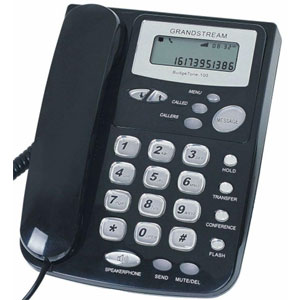 GRANDSTREAM
08:37
16173951386
BudgeTone-100
MENU
CALLED
CALLERS
MESSAGE
1 2 3
HOLD
4 5 6
TRANSFER
7 8 9
CONFERENCE
* 0 #
FLASH
SPEAKERPHONE SEND MUTE/DEL